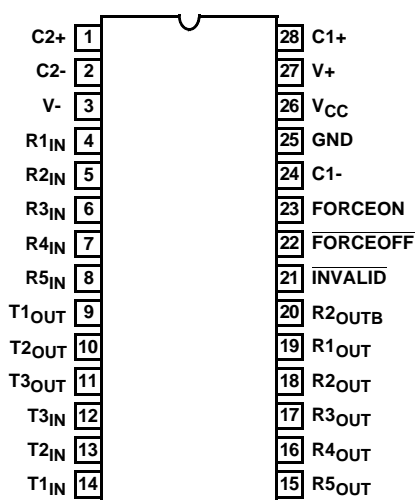 C2+ 1 28 C1+
C2- 2 27 V+
V- 3 26 VCC
R1IN 4 25 GND
R2IN 5 24 C1-
R3IN 6 23 FORCEON
R4IN 7 22 FORCEOFF
R5IN 8 21 INVALID
T1OUT 9 20 R2OUTB
T2OUT 10 19 R1OUT
T3OUT 11 18 R2OUT
T3IN 12 17 R3OUT
T2IN 13 16 R4OUT
T1IN 14 15 R5OUT